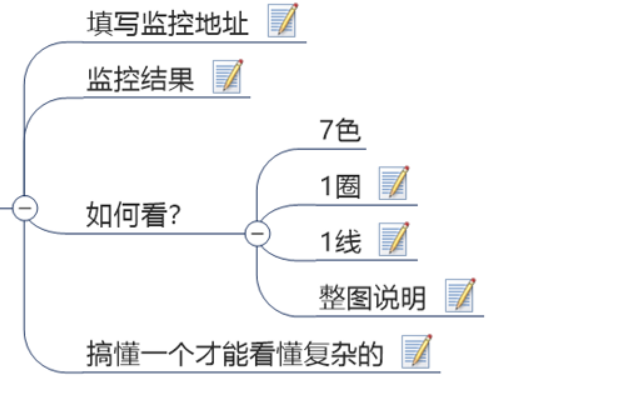 填写监控地址
监控结果
如何看？
7色
1圈
1线
整图说明
搞懂一个才能看懂复杂的